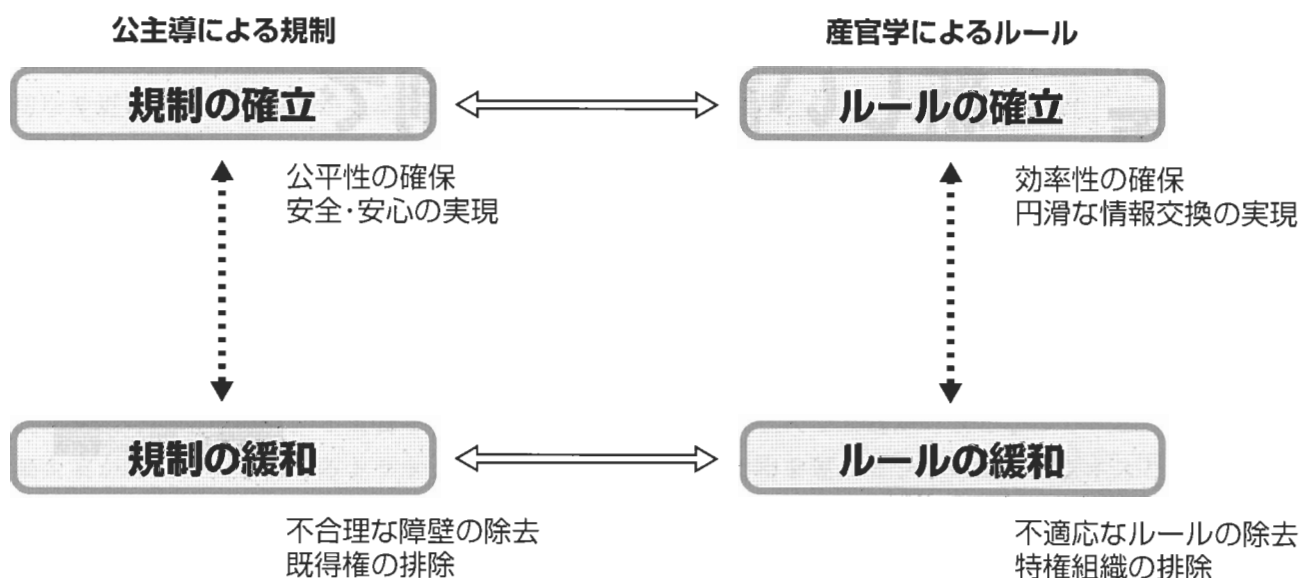 公主導による規制
産官学によるルール
規制の確立
ルールの確立
公平性の確保
安全・安心の実現
効率性の確保
円滑な情報交換の実現
規制の緩和
ルールの緩和
不合理な障壁の除去
既得権の排除
不適応なルールの除去
特権組織の排除